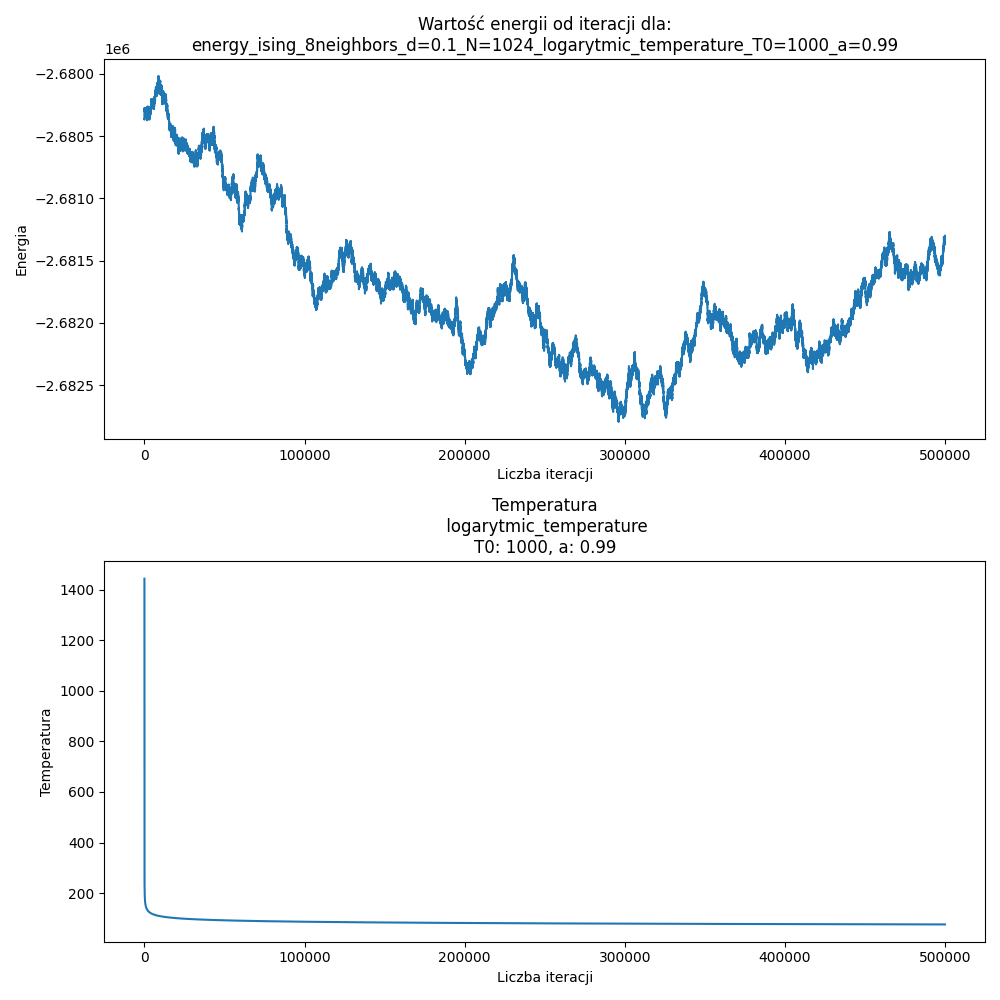 Wartość energii od iteracji dla:
energy_ising_8neighbors_d=0.1_N=1024_logarytmic_temperature_T0=1000_a=0.99
1e6
−2.6800
−2.6805
−2.6810
−2.6815
−2.6820
−2.6825
Energia
0 100000 200000 300000 400000 500000
Liczba iteracji
Temperatura
logarytmic_temperature
T0: 1000, a: 0.99
1400
1200
1000
800
600
400
200
Temperatura
0 100000 200000 300000 400000 500000
Liczba iteracji